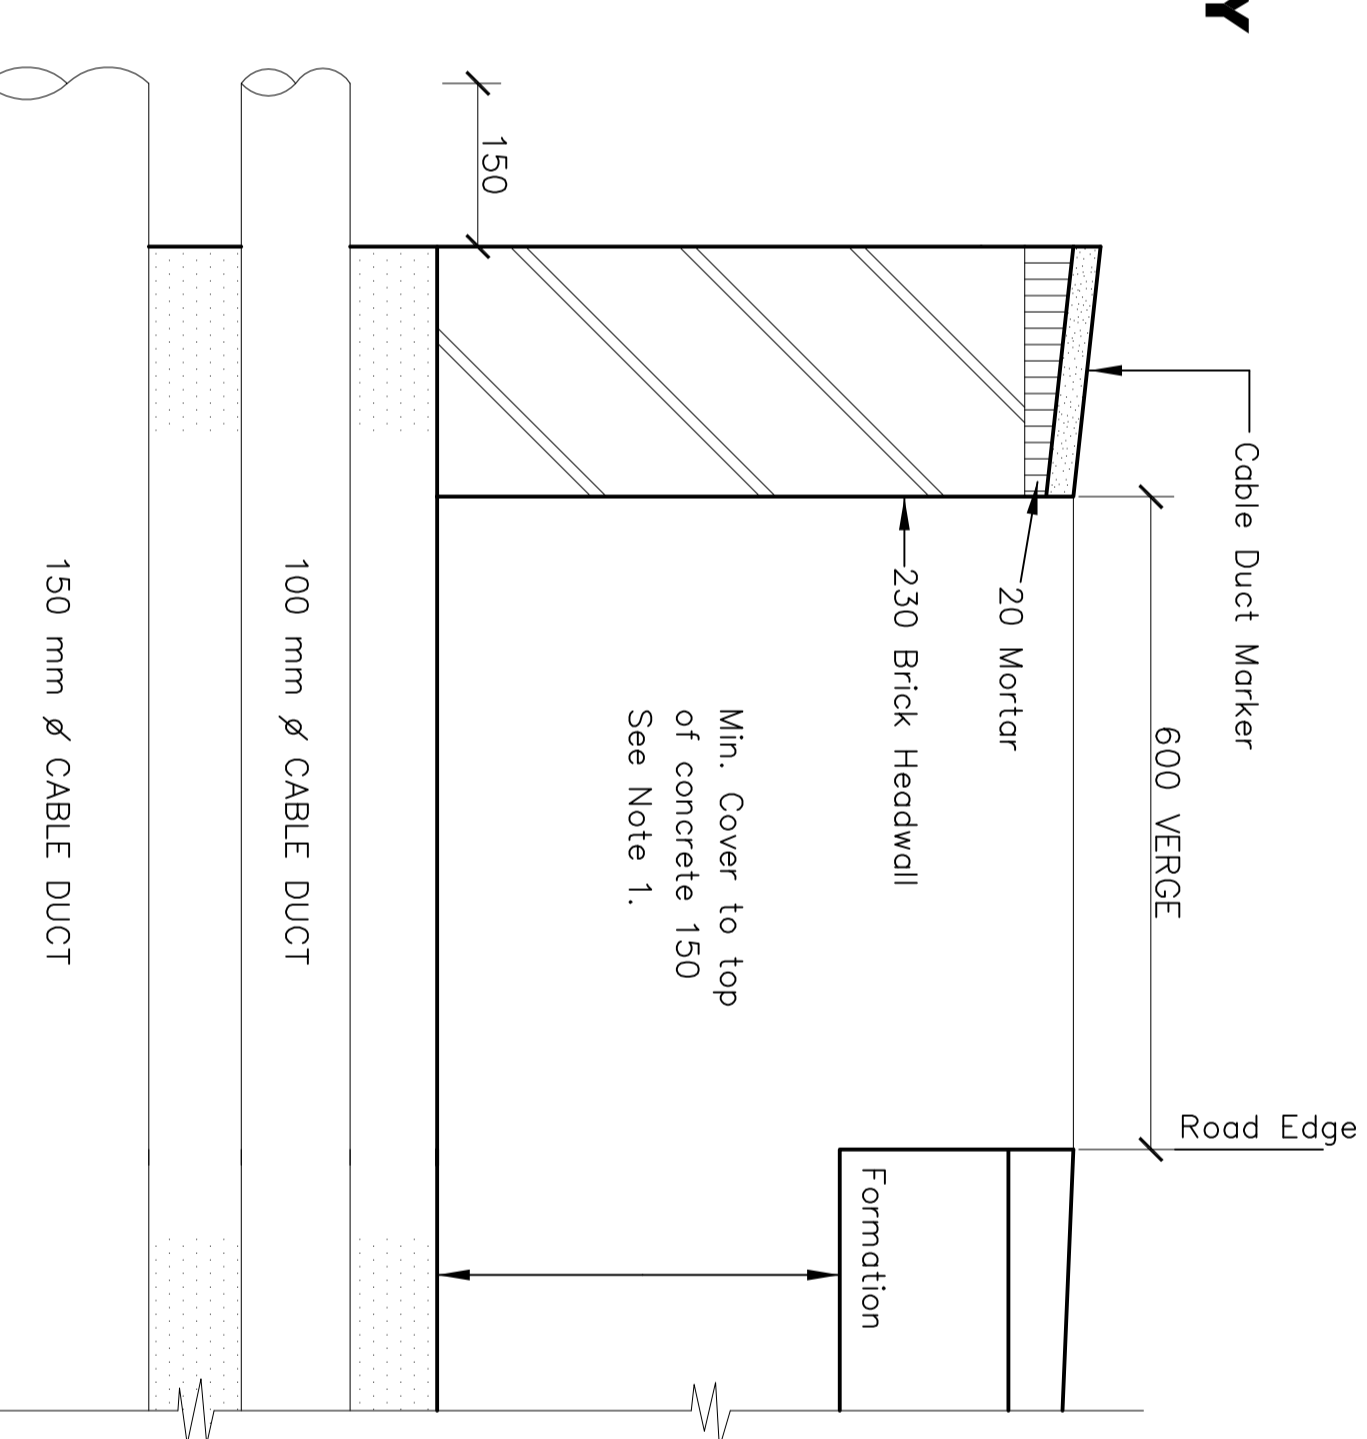 Y
150
Cable Duct Marker
600 VERGE
Road Edge
20 Mortar
230 Brick Headwall
Formation
Min. Cover to top
of concrete 150
See Note 1.
100 mm ø CABLE DUCT
150 mm ø CABLE DUCT